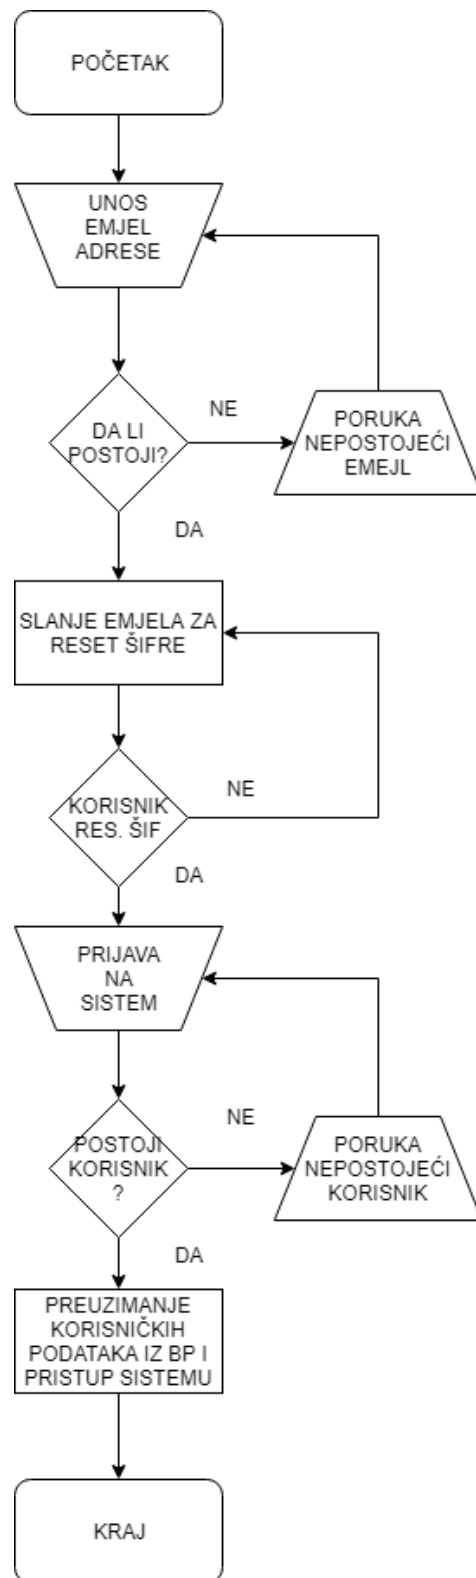 POČETAK
UNOS
EMJEL
ADRESE
DA LI
POSTOJI?
NE
PORUKA
NEPOSTOJEĆI
EMEJL
DA
SLANJE EMJELA ZA
RESET ŠIFRE
KORISNIK
RES. ŠIF
NE
DA
PRIJAVA
NA
SISTEM
POSTOJI
KORISNIK
?
NE
PORUKA
NEPOSTOJEĆI
KORISNIK
DA
PREUZIMANJE
KORISNIČKIH
PODATAKA IZ BP I
PRISTUP SISTEMU
KRAJ